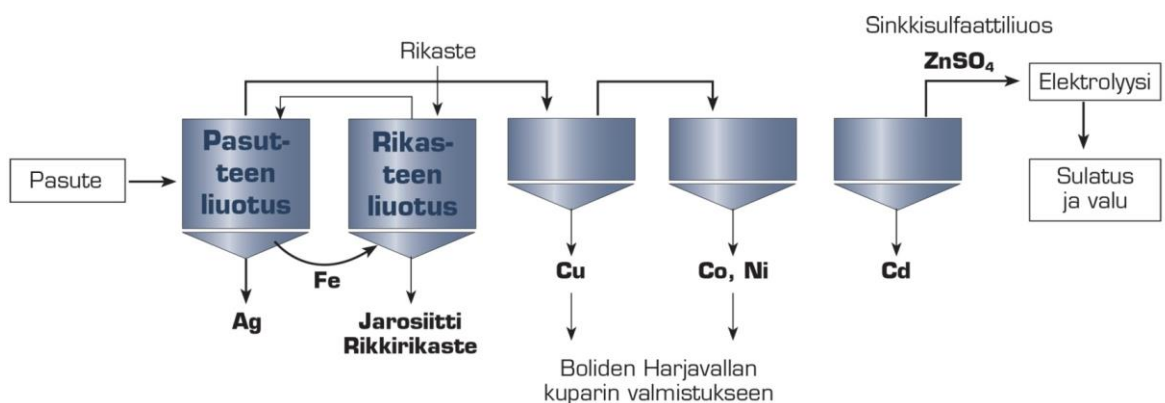 Sinkkisulfaattiliuos
ZnSO₄
Rikaste
Elektrolyysi
Pasute
Pasut-
teen
liuotus
Rikas-
teen
liuotus
Sulatus
ja valu
Fe
Ag
Jarosiitti
Rikkirikaste
Cu
Co, Ni
Cd
Boliden Harjavallan
kuparin valmistukseen